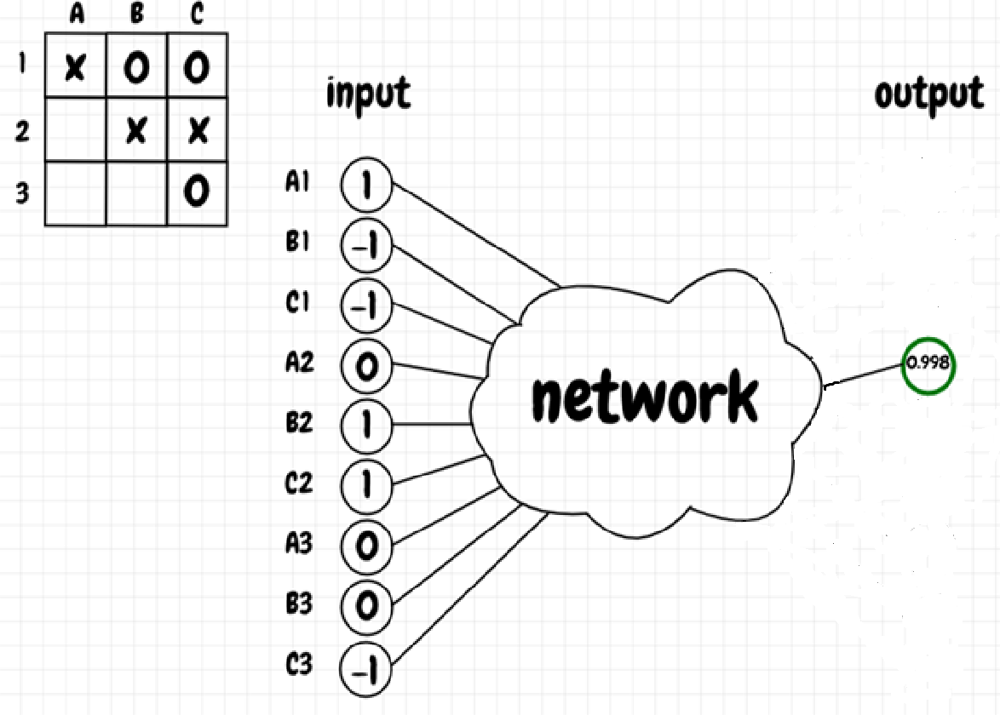 A B C
1 X O O
2 X X
3 O
input
output
A1 1
B1 -1
C1 -1
A2 0
B2 1
C2 1
A3 0
B3 0
C3 -1
network
0.998